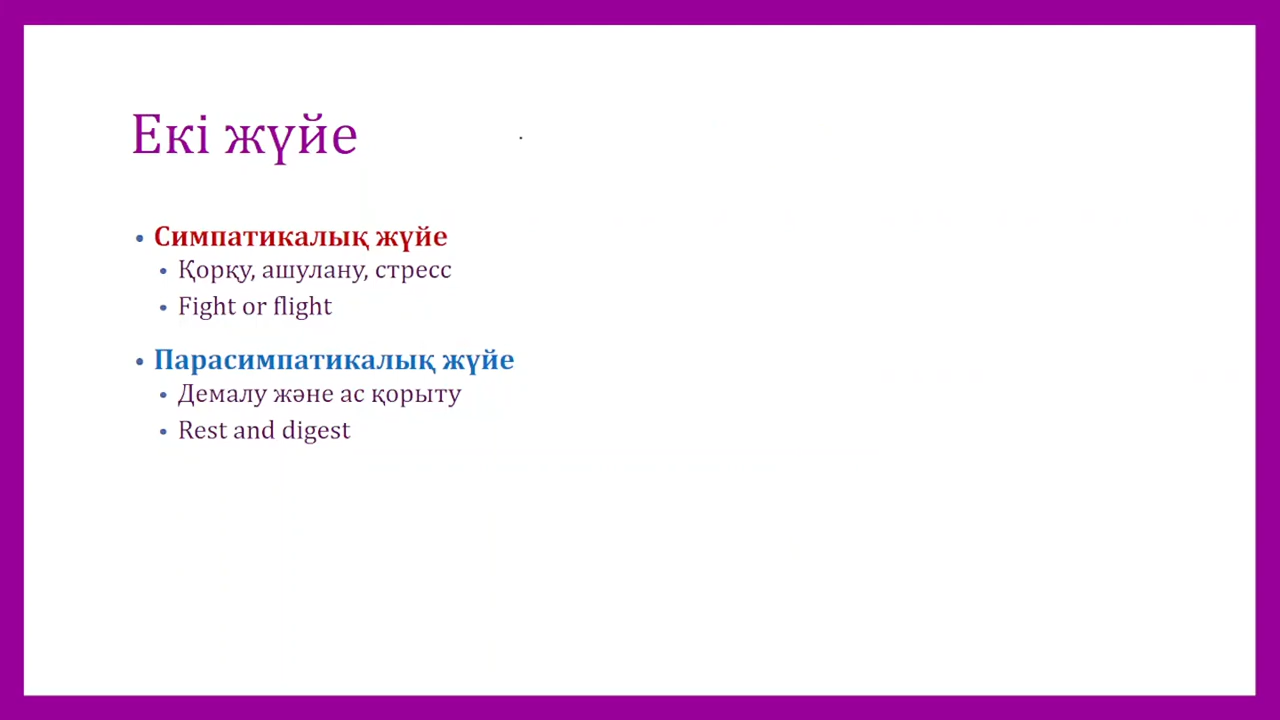 Екі жүйе
• Симпатикалық жүйе
• Қорқу, ашулану, стресс
• Fight or flight
• Парасимпатикалық жүйе
• Демалу және ас қорыту
• Rest and digest